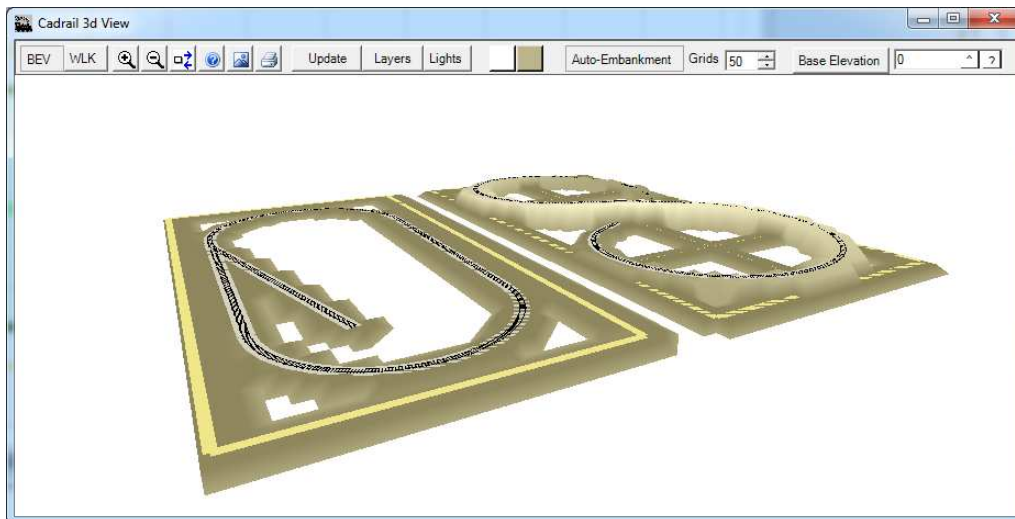 Cadrail 3d View
BEV WLK Update Layers Lights Auto-Embankment Grids 50 Base Elevation 0 ^ ?